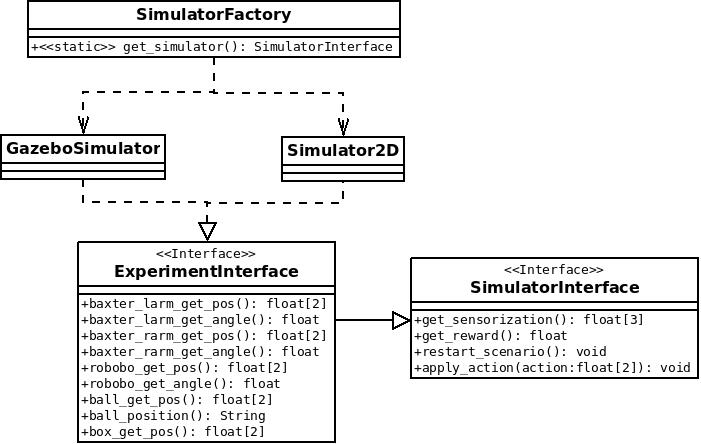 SimulatorFactory
+<<static>> get_simulator(): SimulatorInterface
GazeboSimulator
Simulator2D
<<Interface>>
ExperimentInterface
+baxter_larm_get_pos(): float[2]
+baxter_larm_get_angle(): float
+baxter_rarm_get_pos(): float[2]
+baxter_rarm_get_angle(): float
+robobo_get_pos(): float[2]
+robobo_get_angle(): float
+ball_get_pos(): float[2]
+ball_position(): String
+box_get_pos(): float[2]
<<Interface>>
SimulatorInterface
+get_sensorization(): float[3]
+get_reward(): float
+restart_scenario(): void
+apply_action(action:float[2]): void